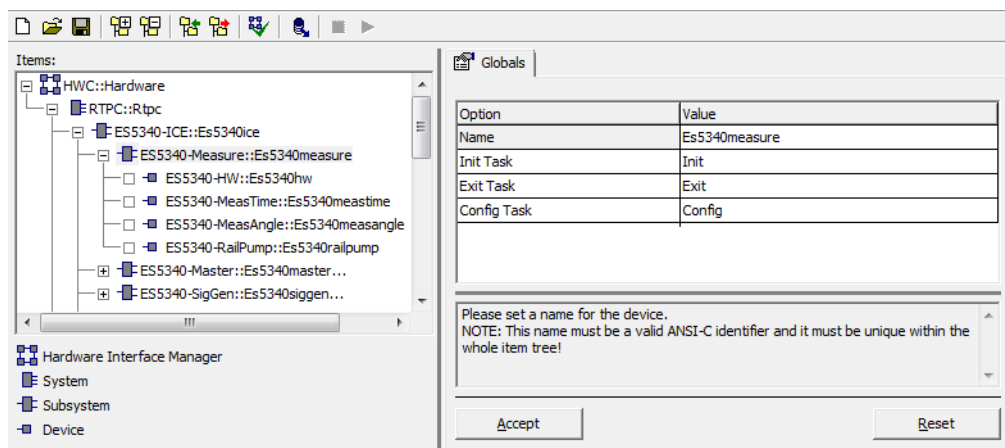 Items:
HWC::Hardware
RTPC::Rtpc
ES5340-ICE::Es5340ice
ES5340-Measure::Es5340measure
ES5340-HW::Es5340hw
ES5340-MeasTime::Es5340meastime
ES5340-MeasAngle::Es5340measangle
ES5340-RailPump::Es5340railpump
ES5340-Master::Es5340master...
ES5340-SigGen::Es5340siggen...
Hardware Interface Manager
System
Subsystem
Device
Globals
Option Value
Name Es5340measure
Init Task Init
Exit Task Exit
Config Task Config
Please set a name for the device.
NOTE: This name must be a valid ANSI-C identifier and it must be unique within the
whole item tree!
Accept Reset